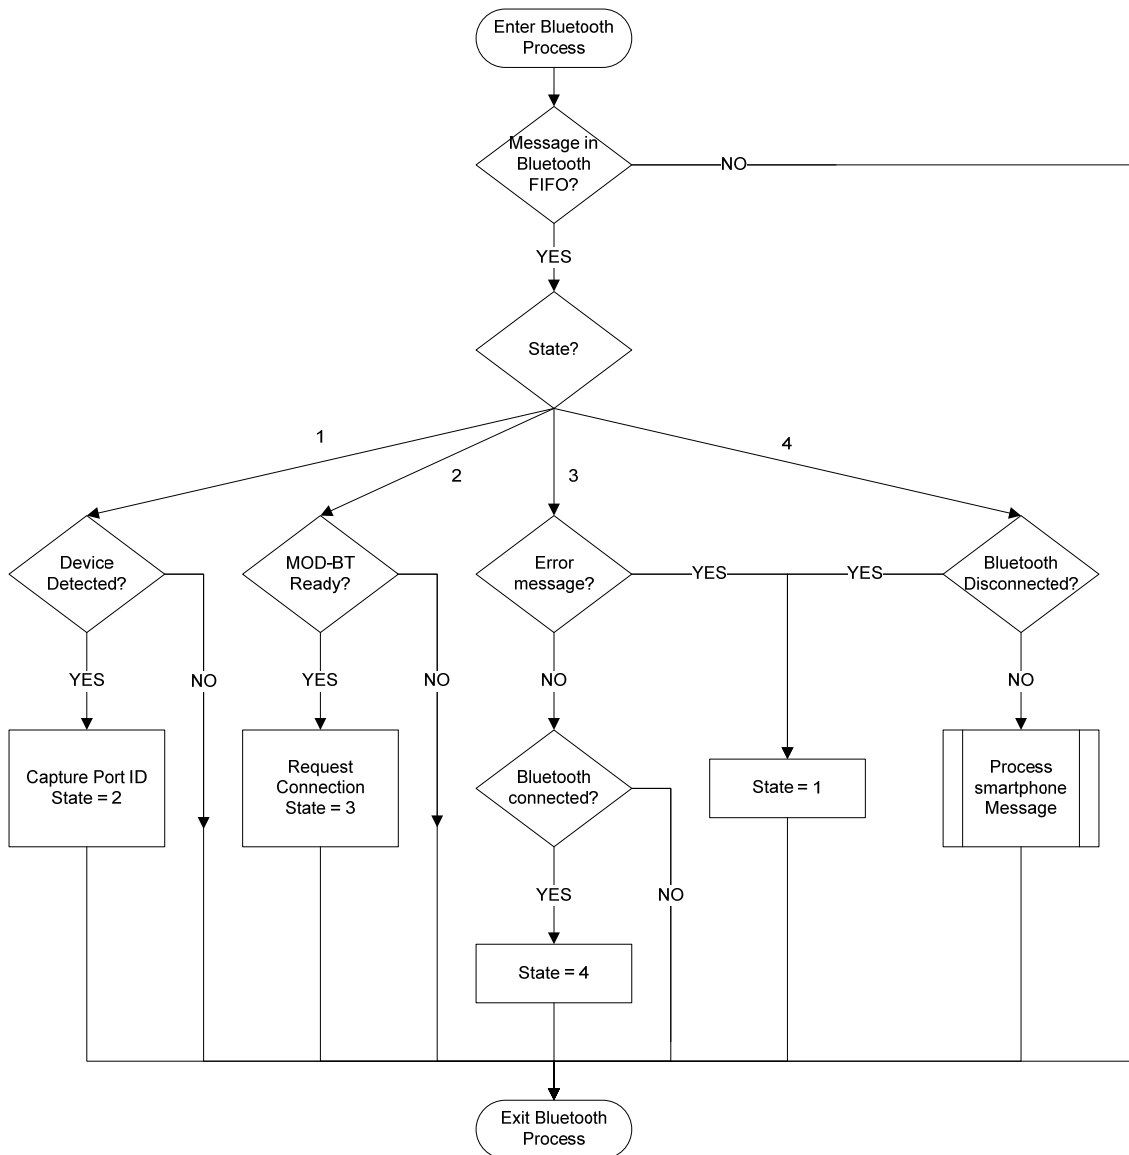 Enter Bluetooth
Process
Message in
Bluetooth
FIFO?
NO
YES
State?
1
2
3
4
Device
Detected?
MOD-BT
Ready?
Error
message?
YES
YES
Bluetooth
Disconnected?
YES
NO
YES
NO
NO
NO
Capture Port ID
State = 2
Request
Connection
State = 3
Bluetooth
connected?
State = 1
Process
smartphone
Message
YES
NO
State = 4
Exit Bluetooth
Process